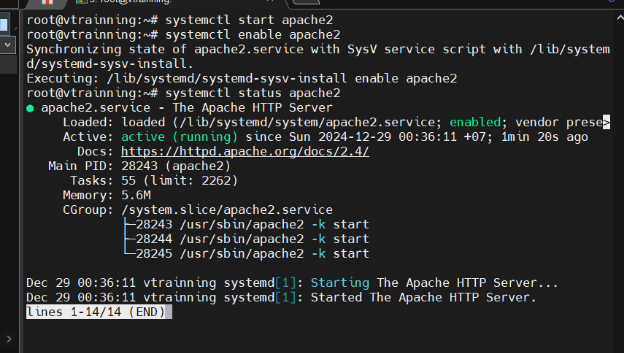 root@vtrainning:~# systemctl start apache2
root@vtrainning:~# systemctl enable apache2
Synchronizing state of apache2.service with SysV service script with /lib/system
d/systemd-sysv-install.
Executing: /lib/systemd/systemd-sysv-install enable apache2
root@vtrainning:~# systemctl status apache2
● apache2.service - The Apache HTTP Server
Loaded: loaded (/lib/systemd/system/apache2.service; enabled; vendor prese>
Active: active (running) since Sun 2024-12-29 00:36:11 +07; 1min 20s ago
Docs: https://httpd.apache.org/docs/2.4/
Main PID: 28243 (apache2)
Tasks: 55 (limit: 2262)
Memory: 5.6M
CGroup: /system.slice/apache2.service
├─28243 /usr/sbin/apache2 -k start
├─28244 /usr/sbin/apache2 -k start
└─28245 /usr/sbin/apache2 -k start
Dec 29 00:36:11 vtrainning systemd[1]: Starting The Apache HTTP Server...
Dec 29 00:36:11 vtrainning systemd[1]: Started The Apache HTTP Server.
lines 1-14/14 (END)